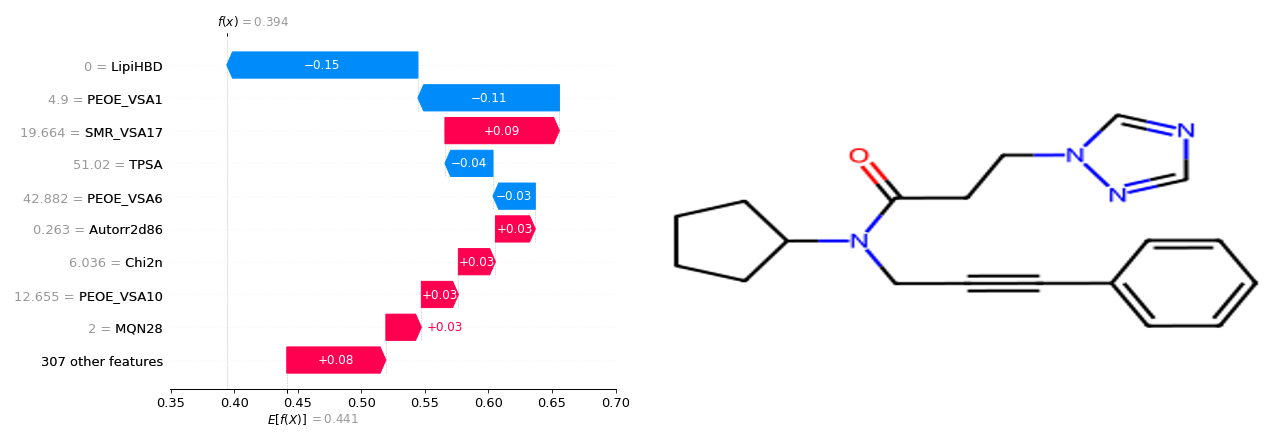 f(x) = 0.394
0 = LipiHBD
−0.15
4.9 = PEOE_VSA1
−0.11
19.664 = SMR_VSA17
+0.09
51.02 = TPSA
−0.04
42.882 = PEOE_VSA6
−0.03
0.263 = Autorr2d86
+0.03
6.036 = Chi2n
+0.03
12.655 = PEOE_VSA10
+0.03
2 = MQN28
+0.03
307 other features
+0.08
0.35 0.40 0.45 0.50 0.55 0.60 0.65 0.70
E[f(X)] = 0.441
O
N
N
N
N